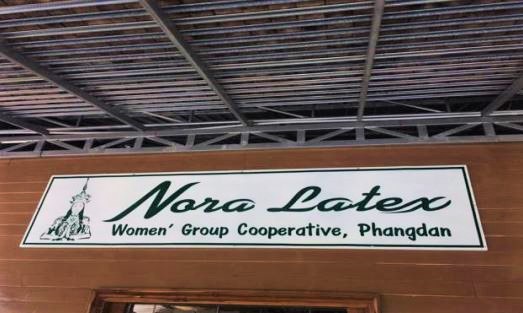 Nora Latex
Women' Group Cooperative, Phangdan